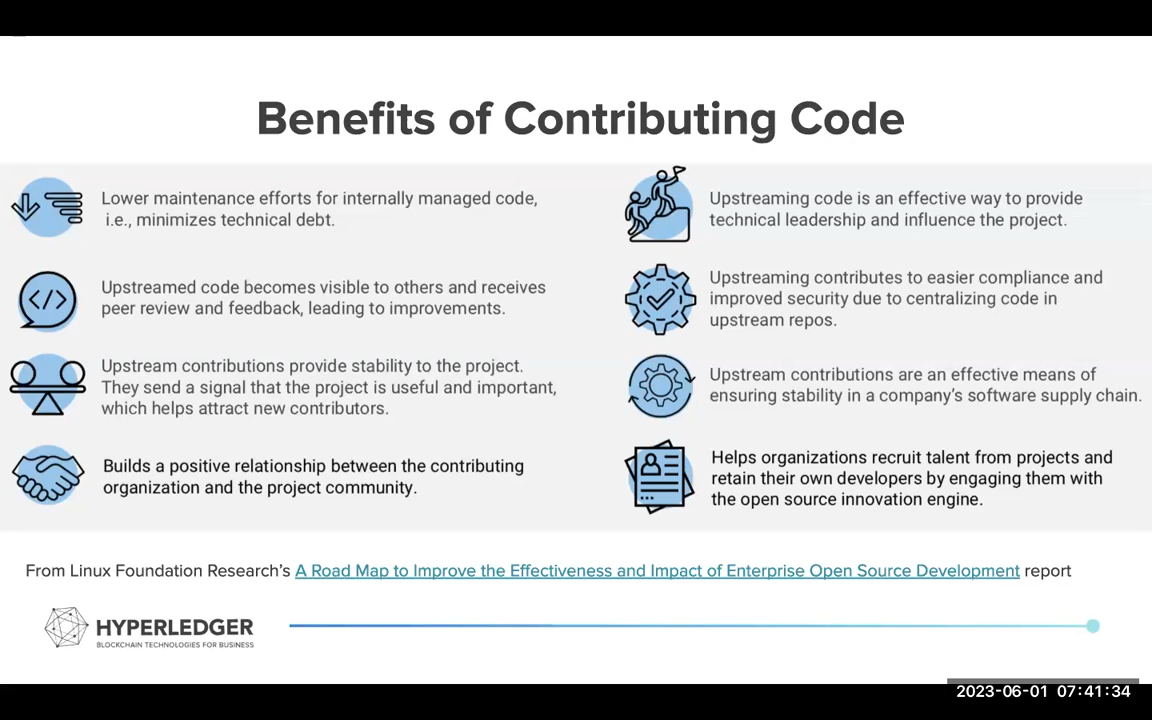 Benefits of Contributing Code
Lower maintenance efforts for internally managed code,
i.e., minimizes technical debt.
Upstreamed code becomes visible to others and receives
peer review and feedback, leading to improvements.
Upstream contributions provide stability to the project.
They send a signal that the project is useful and important,
which helps attract new contributors.
Builds a positive relationship between the contributing
organization and the project community.
Upstreaming code is an effective way to provide
technical leadership and influence the project.
Upstreaming contributes to easier compliance and
improved security due to centralizing code in
upstream repos.
Upstream contributions are an effective means of
ensuring stability in a company’s software supply chain.
Helps organizations recruit talent from projects and
retain their own developers by engaging them with
the open source innovation engine.
From Linux Foundation Research’s A Road Map to Improve the Effectiveness and Impact of Enterprise Open Source Development report
HYPERLEDGER
BLOCKCHAIN TECHNOLOGIES FOR BUSINESS
2023-06-01 07:41:34